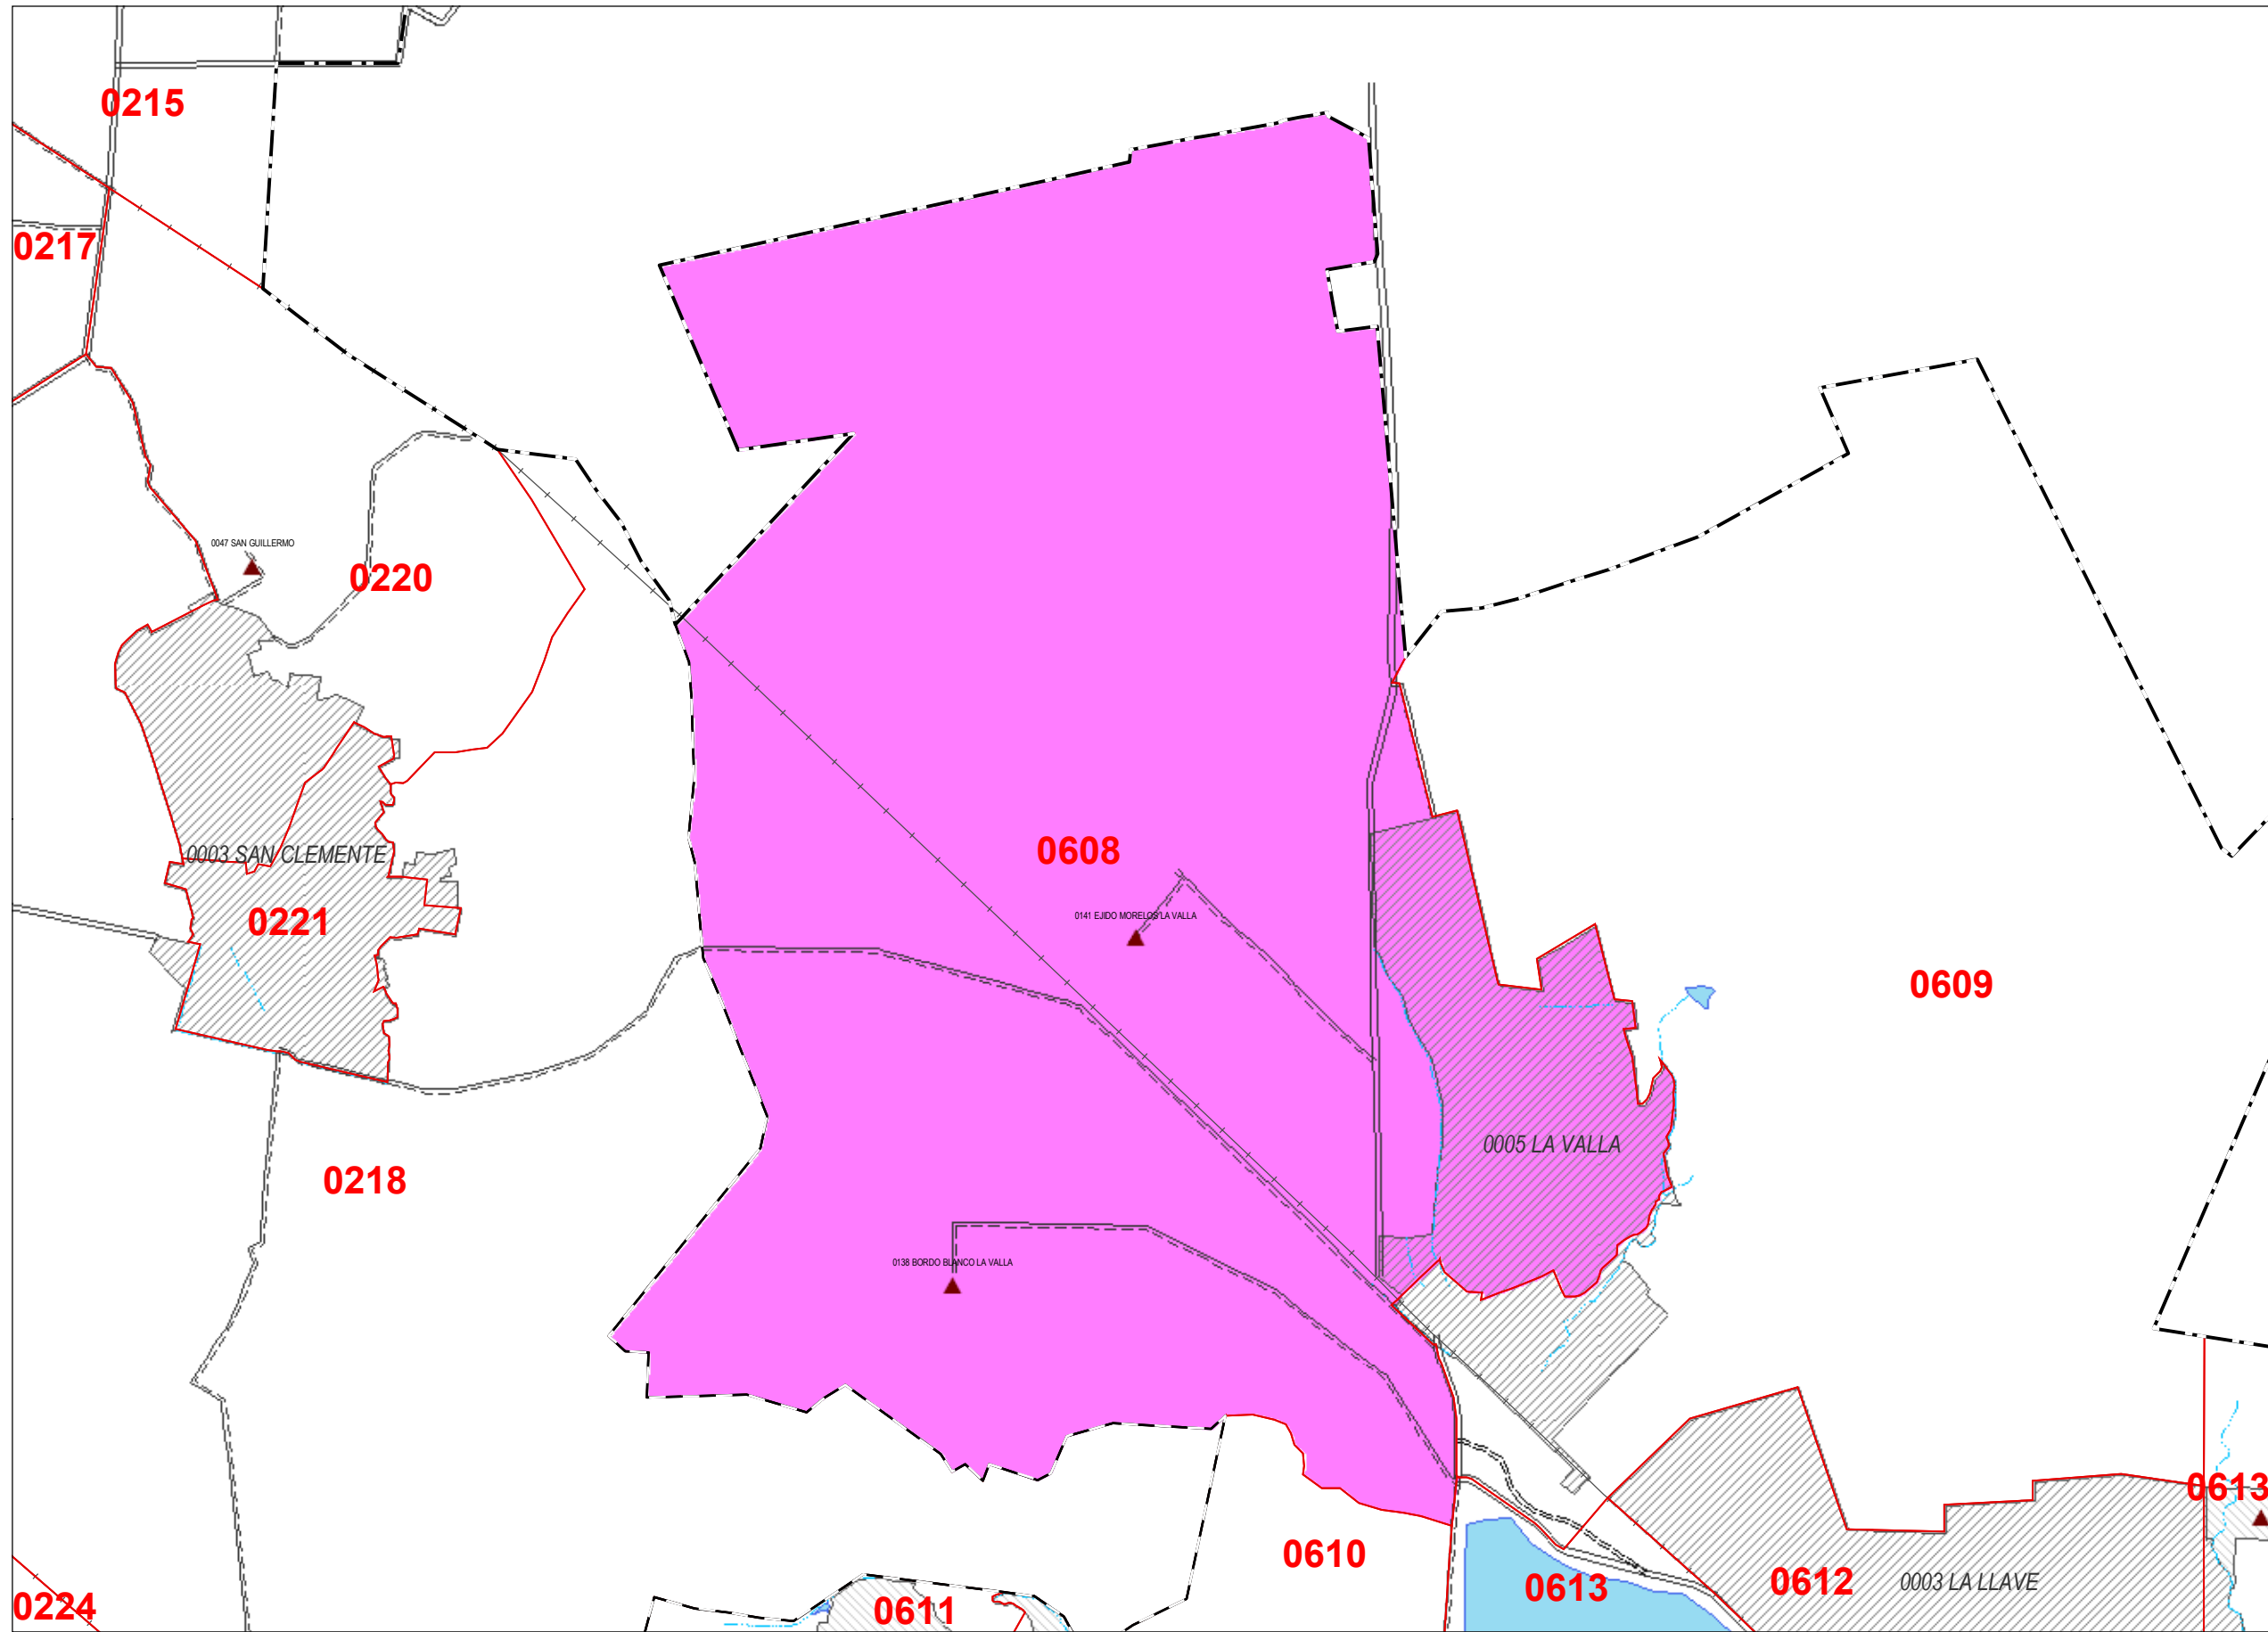 0215
0217
0047 SAN GUILLERMO
0220
0003 SAN CLEMENTE
0608
0221
0141 EJIDO MORELOS LA VALLA
0609
0005 LA VALLA
0218
0138 BORDO BLANCO LA VALLA
0613
0610
0613
0612
0003 LA LLAVE
0224
0611